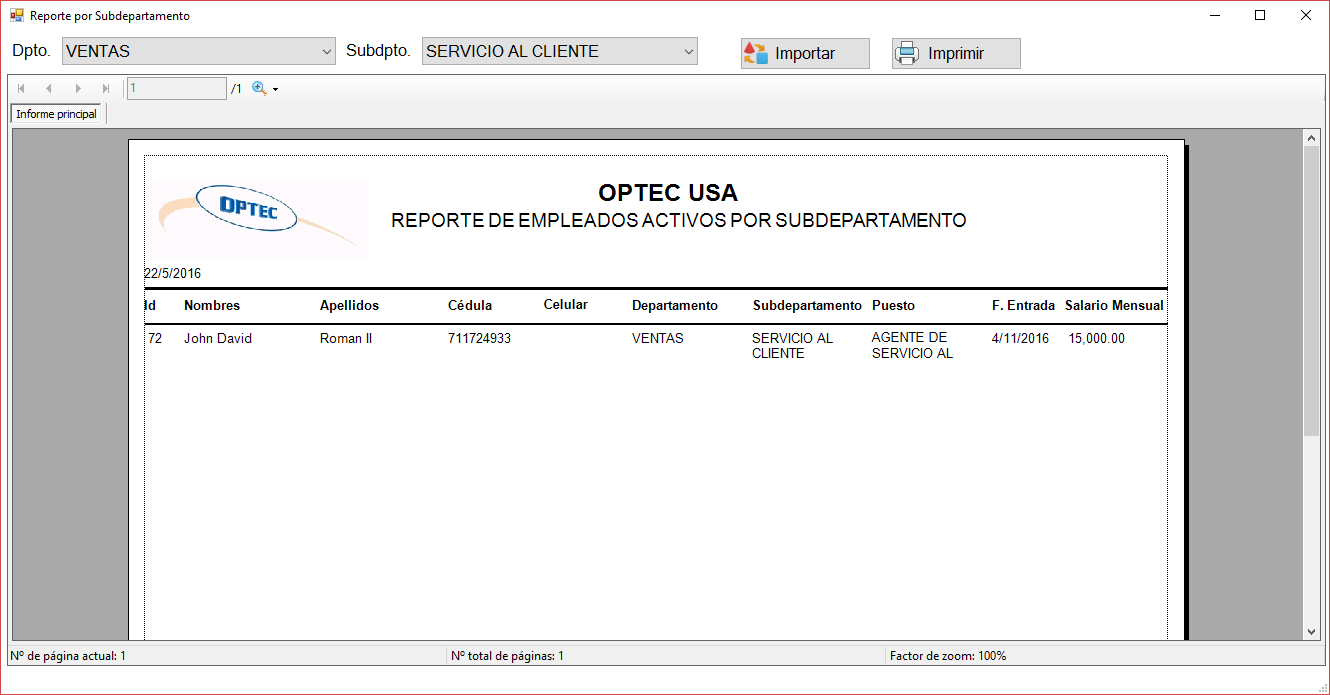 Reporte por Subdepartamento
Dpto. VENTAS Subdpto. SERVICIO AL CLIENTE Importar Imprimir
1 /1
Informe principal
OPTEC
OPTEC USA
REPORTE DE EMPLEADOS ACTIVOS POR SUBDEPARTAMENTO
22/5/2016
Id Nombres Apellidos Cédula Celular Departamento Subdepartamento Puesto F. Entrada Salario Mensual
72 John David Roman II 711724933 VENTAS SERVICIO AL AGENTE DE 4/11/2016 15,000.00
CLIENTE SERVICIO AL
Nº de página actual: 1 Nº total de páginas: 1 Factor de zoom: 100%